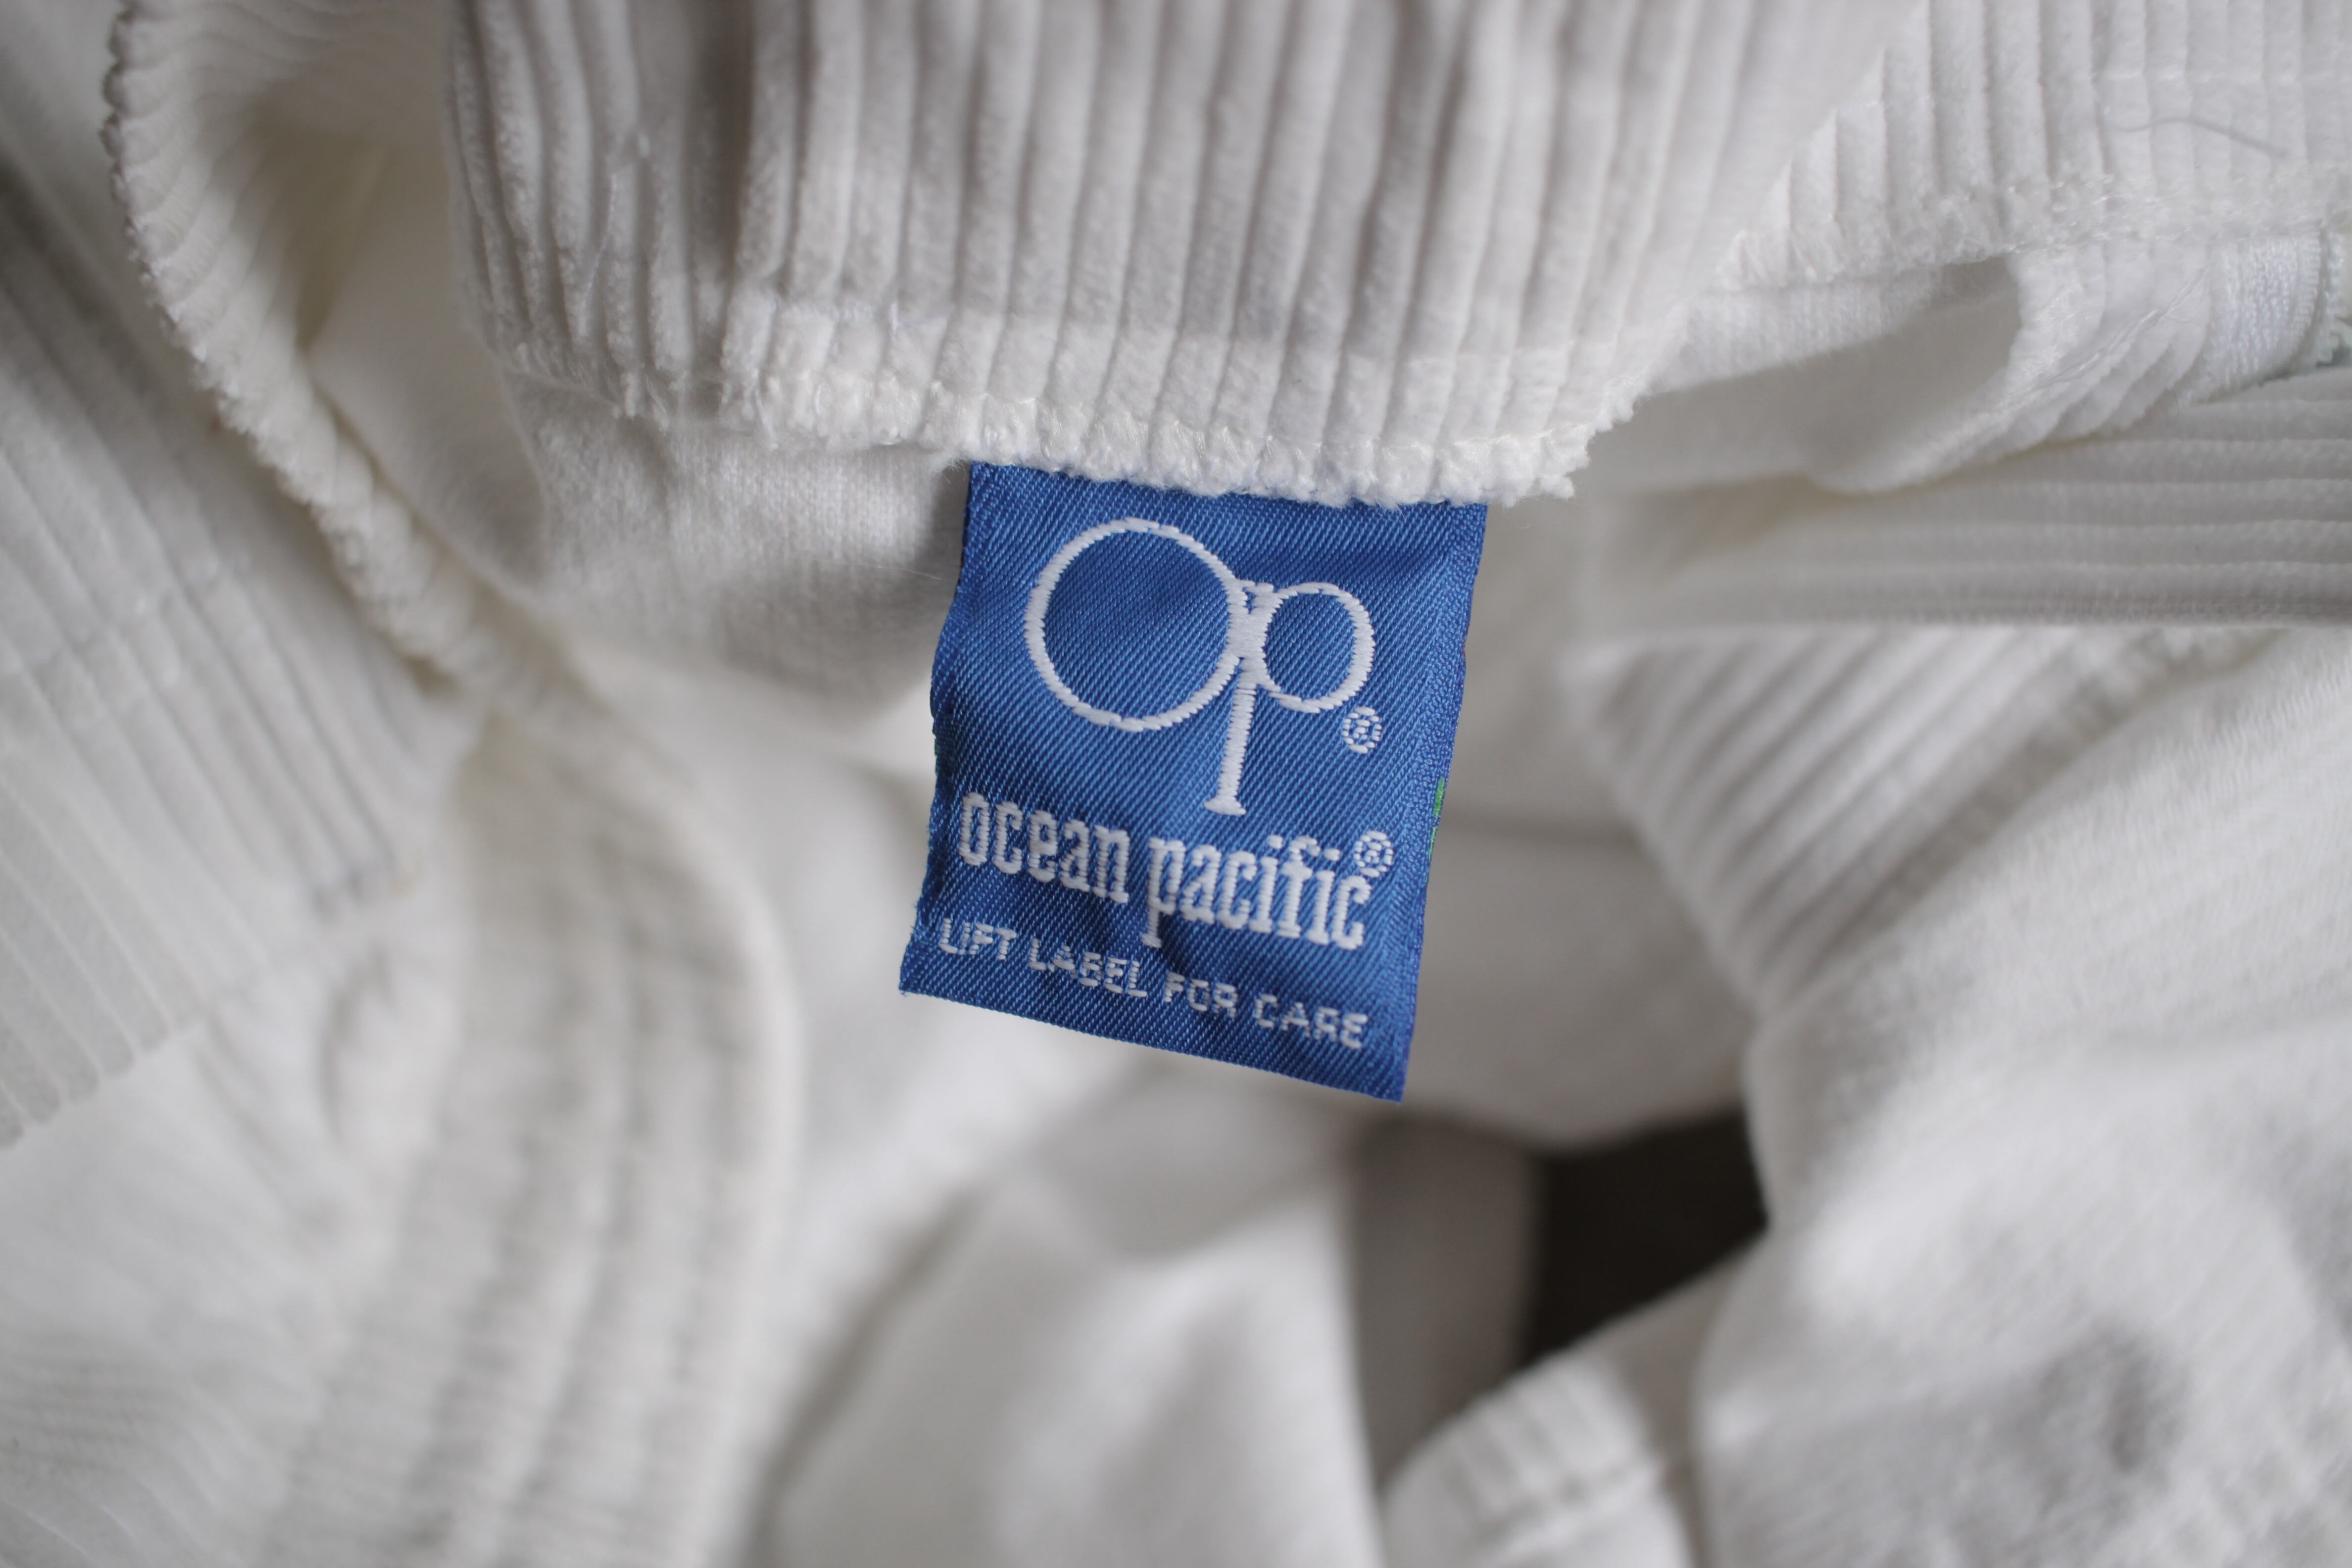 Op®
ocean pacific®
LIFT LABEL FOR CARE